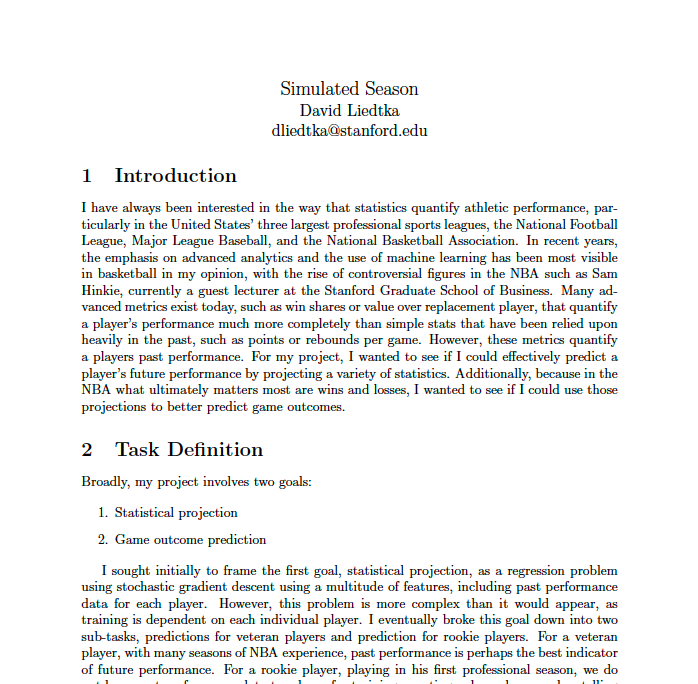 Simulated Season
David Liedtka
dliedtka@stanford.edu
1 Introduction
I have always been interested in the way that statistics quantify athletic performance, par-
ticularly in the United States' three largest professional sports leagues, the National Football
League, Major League Baseball, and the National Basketball Association. In recent years,
the emphasis on advanced analytics and the use of machine learning has been most visible
in basketball in my opinion, with the rise of controversial figures in the NBA such as Sam
Hinkie, currently a guest lecturer at the Stanford Graduate School of Business. Many ad-
vanced metrics exist today, such as win shares or value over replacement player, that quantify
a player's performance much more completely than simple stats that have been relied upon
heavily in the past, such as points or rebounds per game. However, these metrics quantify
a players past performance. For my project, I wanted to see if I could effectively predict a
player's future performance by projecting a variety of statistics. Additionally, because in the
NBA what ultimately matters most are wins and losses, I wanted to see if I could use those
projections to better predict game outcomes.
2 Task Definition
Broadly, my project involves two goals:
1. Statistical projection
2. Game outcome prediction
I sought initially to frame the first goal, statistical projection, as a regression problem
using stochastic gradient descent using a multitude of features, including past performance
data for each player. However, this problem is more complex than it would appear, as
training is dependent on each individual player. I eventually broke this goal down into two
sub-tasks, predictions for veteran players and prediction for rookie players. For a veteran
player, with many seasons of NBA experience, past performance is perhaps the best indicator
of future performance. For a rookie player, playing in his first professional season, we do